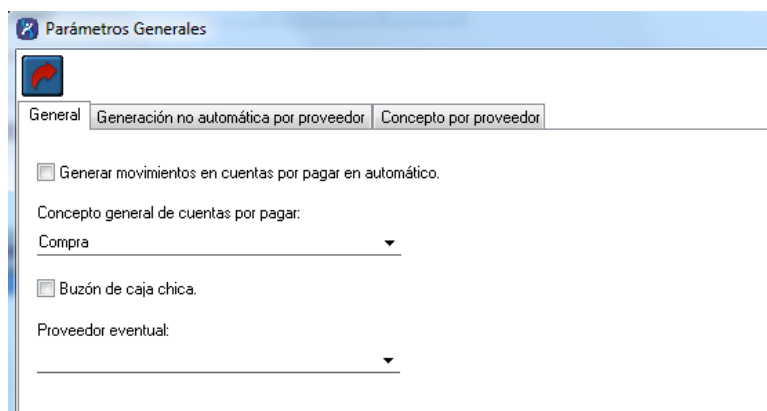 Parámetros Generales
General Generación no automática por proveedor Concepto por proveedor
Generar movimientos en cuentas por pagar en automático.
Concepto general de cuentas por pagar:
Compra
Buzón de caja chica.
Proveedor eventual: